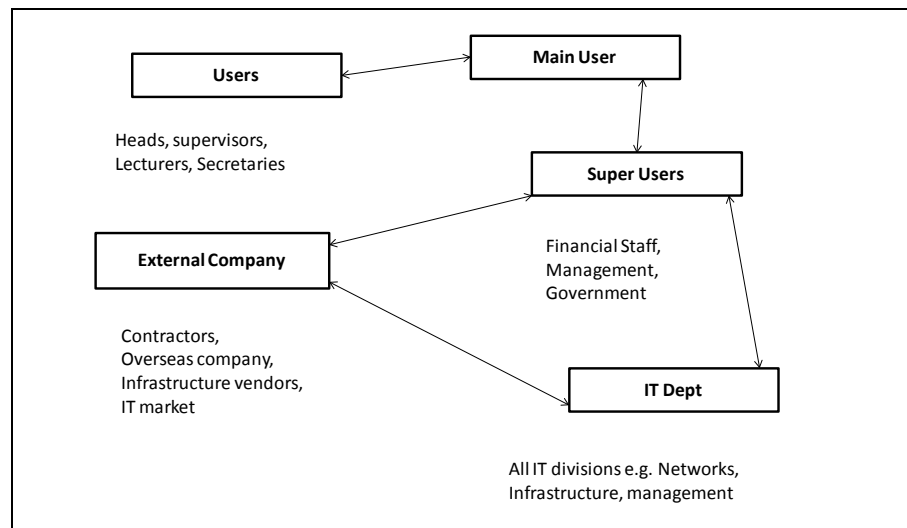 Users
Main User
Heads, supervisors,
Lecturers, Secretaries
Super Users
External Company
Financial Staff,
Management,
Government
Contractors,
Overseas company,
Infrastructure vendors,
IT market
IT Dept
All IT divisions e.g. Networks,
Infrastructure, management